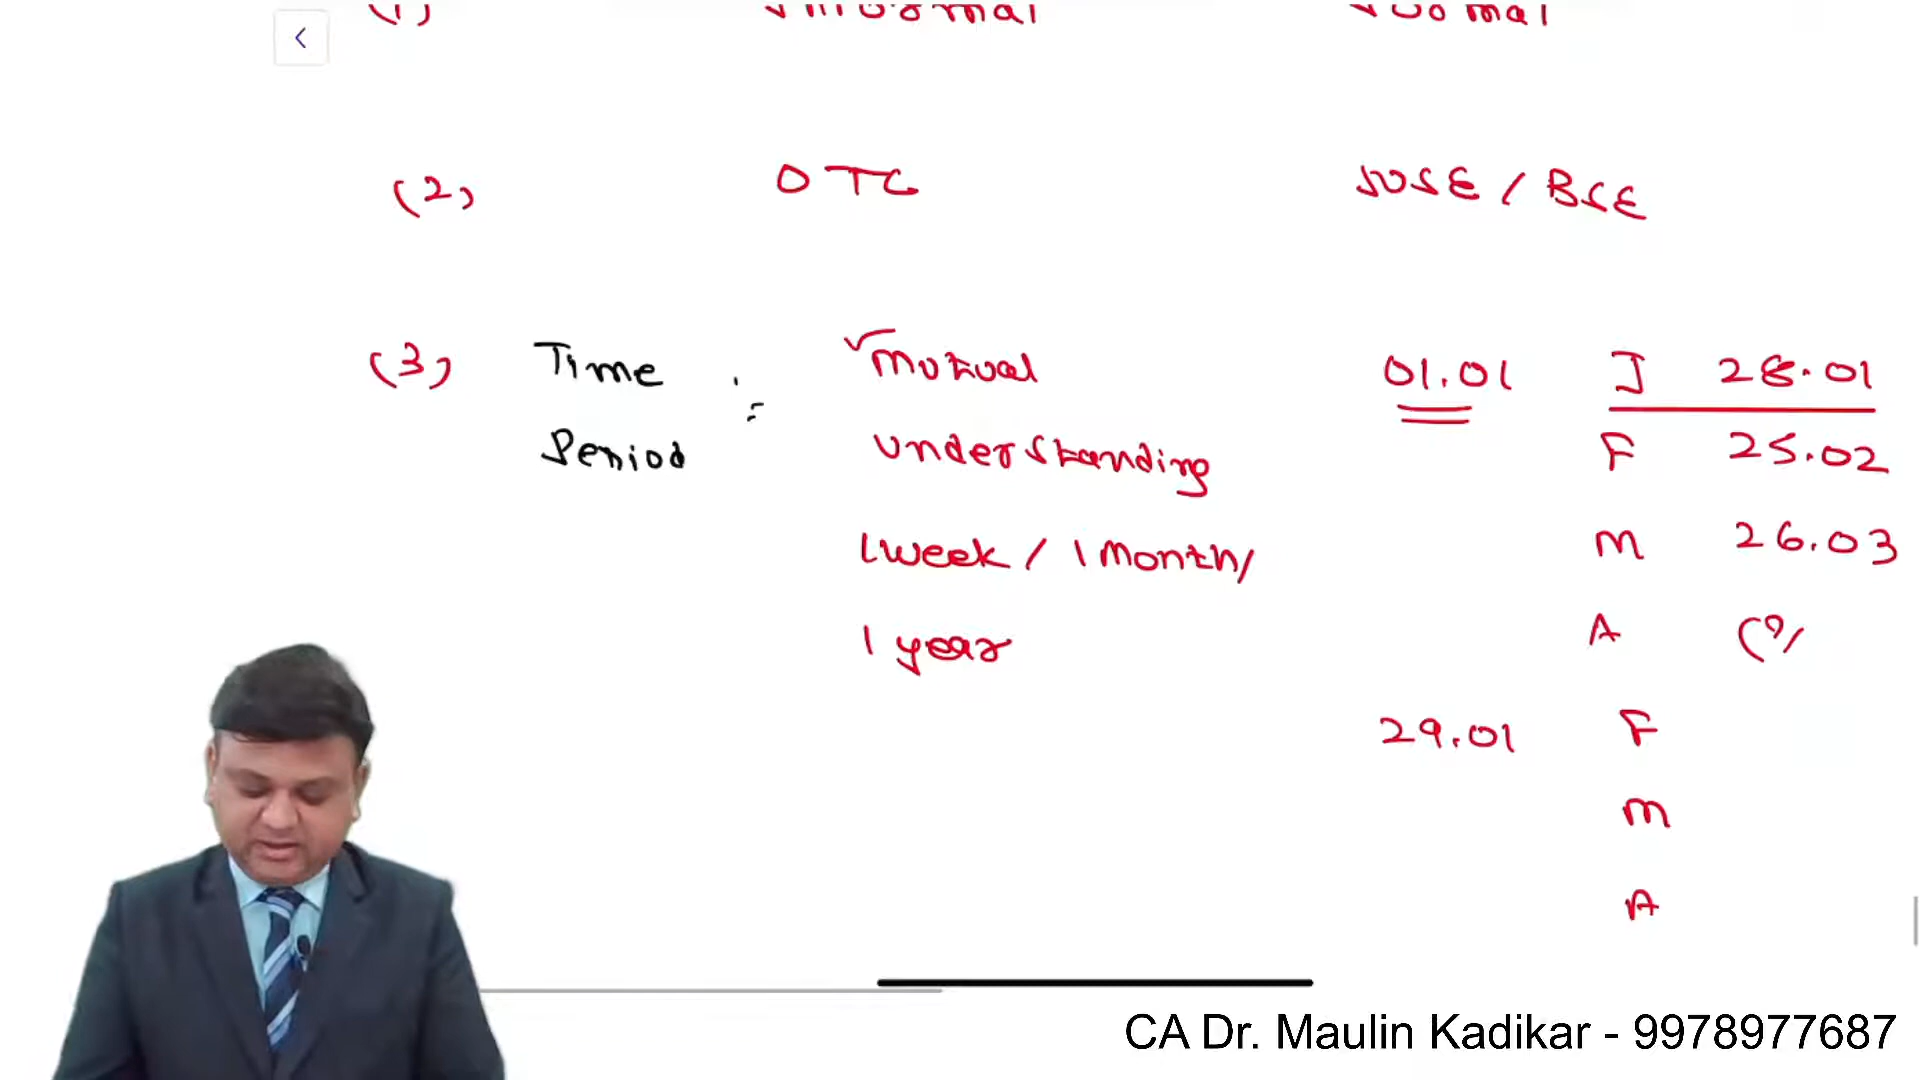 (2) OTC NSE / BSE
(3) Time : mutual 01.01 J 28.01
Period understanding F 25.02
1 week / 1 month / M 26.03
1 year A (?)
29.01 F
M
A
CA Dr. Maulin Kadikar - 9978977687